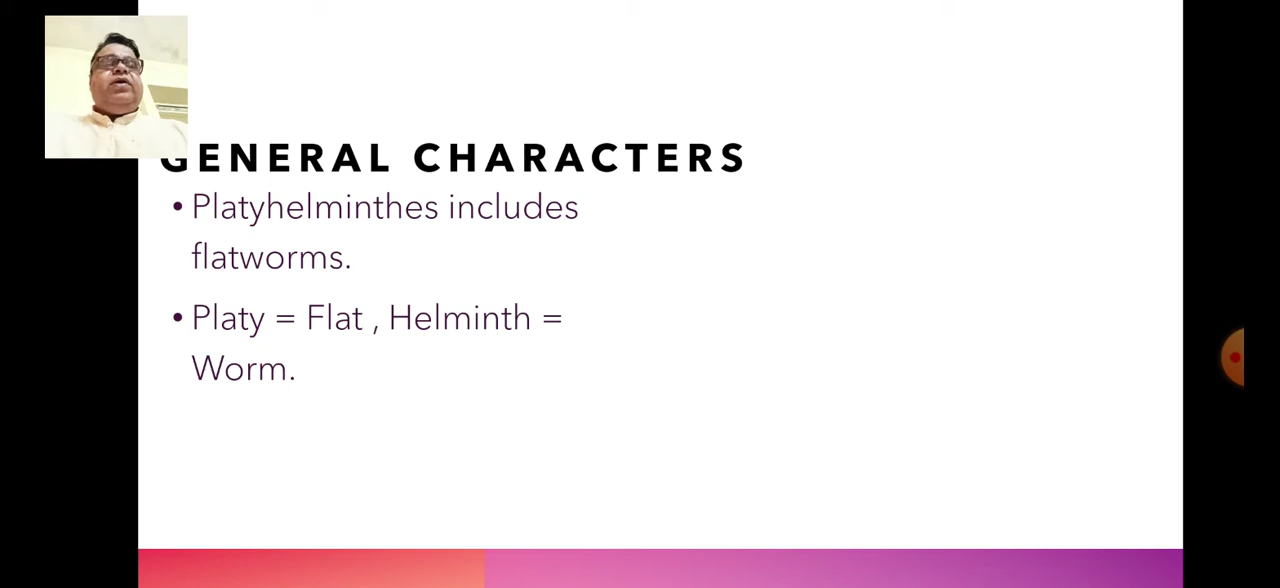 GENERAL CHARACTERS
• Platyhelminthes includes
flatworms.
• Platy = Flat , Helminth =
Worm.